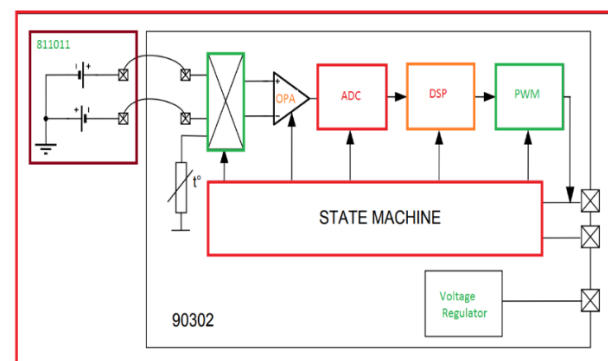 811011
OPA
ADC
DSP
PWM
t°
STATE MACHINE
Voltage
Regulator
90302